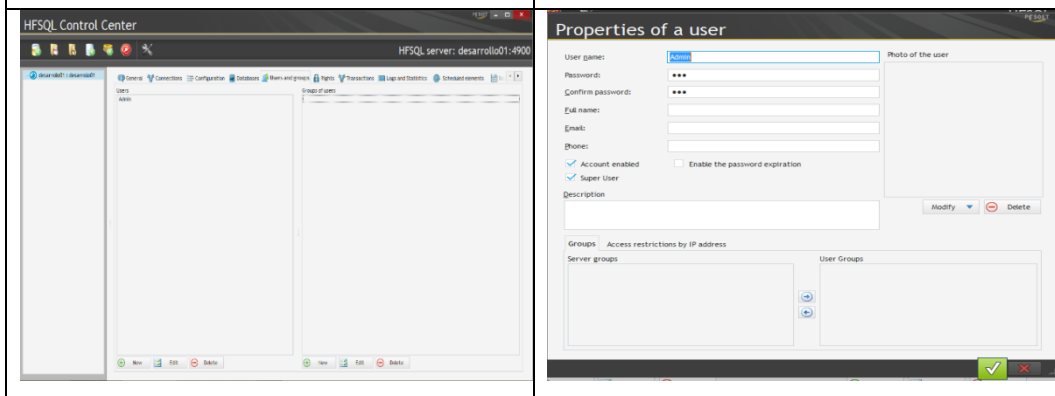 HFSQL Control Center
HFSQL
HFSQL server: desarrollo01:4900
desarrollo01 : desarrollo01
General Connections Configuration Databases Users and groups Rights Transactions Logs and Statistics Scheduled elements
Users
Groups of users
Admin
New Edit Delete
New Edit Delete
Properties of a user
User name:
Admin
Photo of the user
Password:
•••
Confirm password:
•••
Full name:
Email:
Phone:
Account enabled
Enable the password expiration
Super User
Description
Modify
Delete
Groups
Access restrictions by IP address
Server groups
User Groups